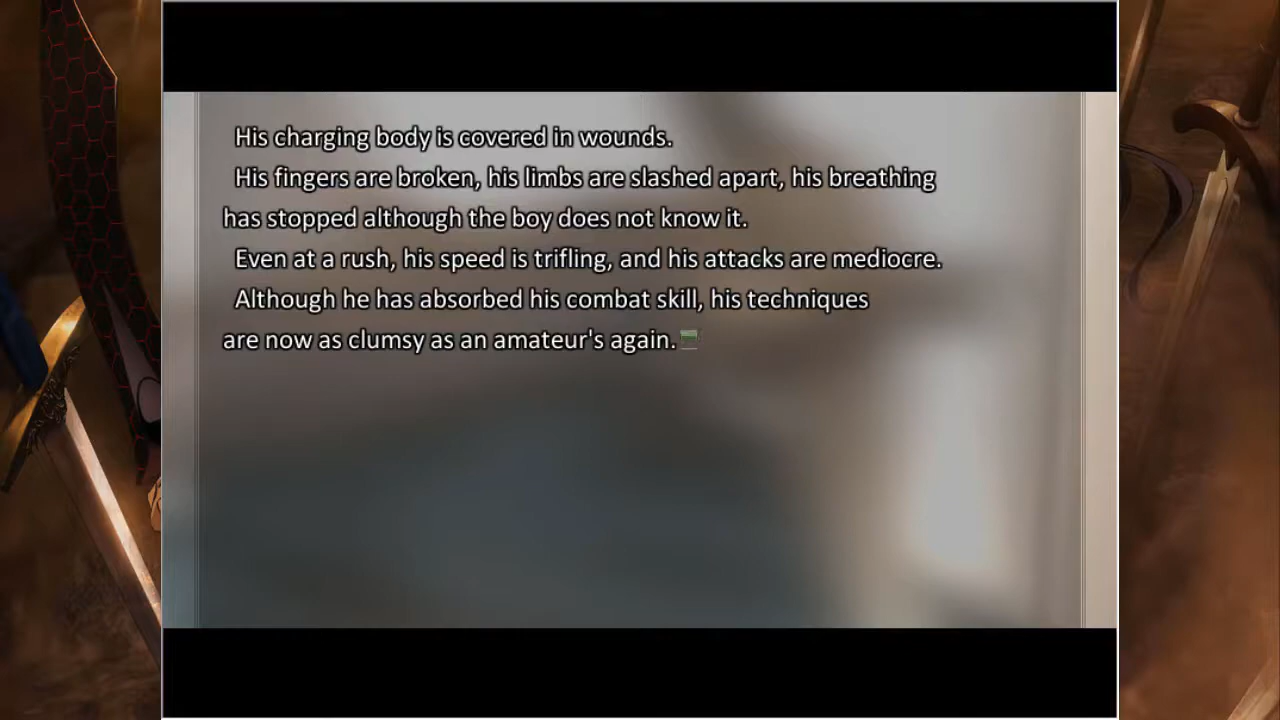 His charging body is covered in wounds.
His fingers are broken, his limbs are slashed apart, his breathing
has stopped although the boy does not know it.
Even at a rush, his speed is trifling, and his attacks are mediocre.
Although he has absorbed his combat skill, his techniques
are now as clumsy as an amateur's again.